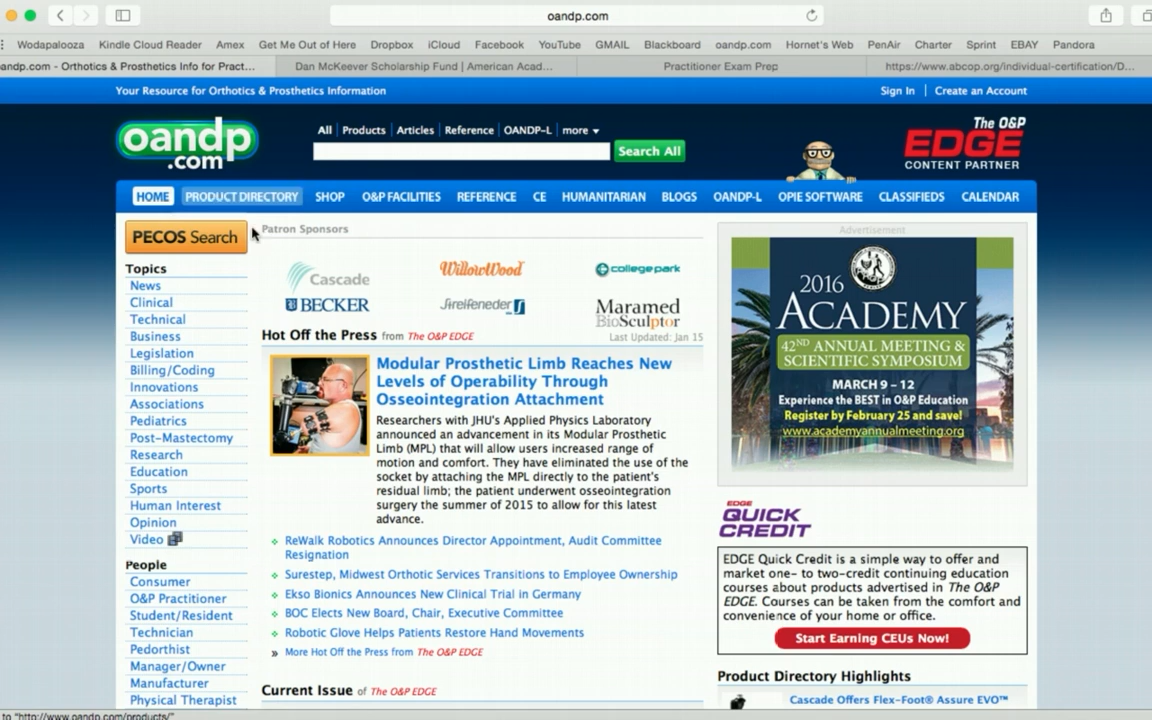 oandp.com
Wodapalooza Kindle Cloud Reader Amex Get Me Out of Here Dropbox iCloud Facebook YouTube GMAIL Blackboard oandp.com Hornet's Web PenAir Charter Sprint EBAY Pandora
andp.com - Orthotics & Prosthetics Info for Pract... Dan McKeever Scholarship Fund | American Acad... Practitioner Exam Prep https://www.abcop.org/individual-certification/D...
Your Resource for Orthotics & Prosthetics Information Sign In | Create an Account
oandp
.com
All Products Articles Reference OANDP-L more
Search All
The O&P
EDGE
CONTENT PARTNER
HOME PRODUCT DIRECTORY SHOP O&P FACILITIES REFERENCE CE HUMANITARIAN BLOGS OANDP-L OPIE SOFTWARE CLASSIFIEDS CALENDAR
PECOS Search
Topics
News
Clinical
Technical
Business
Legislation
Billing/Coding
Innovations
Associations
Pediatrics
Post-Mastectomy
Research
Education
Sports
Human Interest
Opinion
Video
People
Consumer
O&P Practitioner
Student/Resident
Technician
Pedorthist
Manager/Owner
Manufacturer
Physical Therapist
Patron Sponsors
Cascade WillowWood college park
BECKER Streifeneder Maramed
BioSculptor
Hot Off the Press from The O&P EDGE Last Updated: Jan 15
Modular Prosthetic Limb Reaches New
Levels of Operability Through
Osseointegration Attachment
Researchers with JHU's Applied Physics Laboratory
announced an advancement in its Modular Prosthetic
Limb (MPL) that will allow users increased range of
motion and comfort. They have eliminated the use of the
socket by attaching the MPL directly to the patient's
residual limb; the patient underwent osseointegration
surgery the summer of 2015 to allow for this latest
advance.
ReWalk Robotics Announces Director Appointment, Audit Committee
Resignation
Surestep, Midwest Orthotic Services Transitions to Employee Ownership
Ekso Bionics Announces New Clinical Trial in Germany
BOC Elects New Board, Chair, Executive Committee
Robotic Glove Helps Patients Restore Hand Movements
» More Hot Off the Press from The O&P EDGE
Current Issue of The O&P EDGE
Advertisement
2016
ACADEMY
42ND ANNUAL MEETING &
SCIENTIFIC SYMPOSIUM
MARCH 9 – 12
Experience the BEST in O&P Education
Register by February 25 and save!
www.academyannualmeeting.org
EDGE
QUICK
CREDIT
EDGE Quick Credit is a simple way to offer and
market one- to two-credit continuing education
courses about products advertised in The O&P
EDGE. Courses can be taken from the comfort and
convenience of your home or office.
Start Earning CEUs Now!
Product Directory Highlights
Cascade Offers Flex-Foot® Assure EVO™
to "http://www.oandp.com/products/"